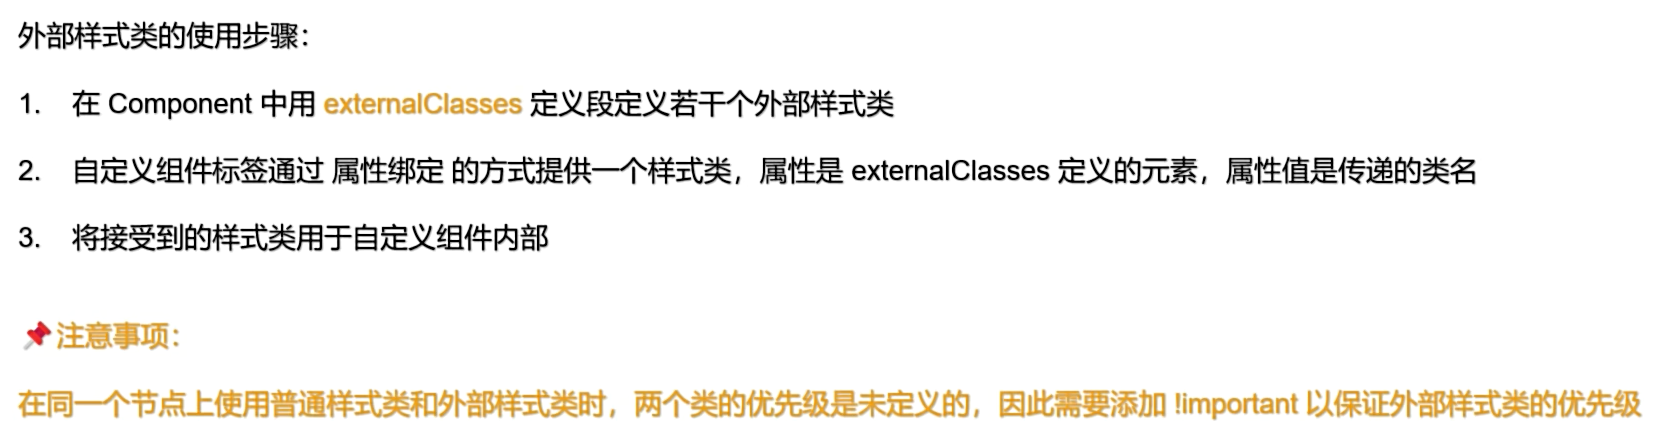 外部样式类的使用步骤：
1. 在 Component 中用 externalClasses 定义段定义若干个外部样式类
2. 自定义组件标签通过 属性绑定 的方式提供一个样式类，属性是 externalClasses 定义的元素，属性值是传递的类名
3. 将接受到的样式类用于自定义组件内部
📌注意事项：
在同一个节点上使用普通样式类和外部样式类时，两个类的优先级是未定义的，因此需要添加 !important 以保证外部样式类的优先级